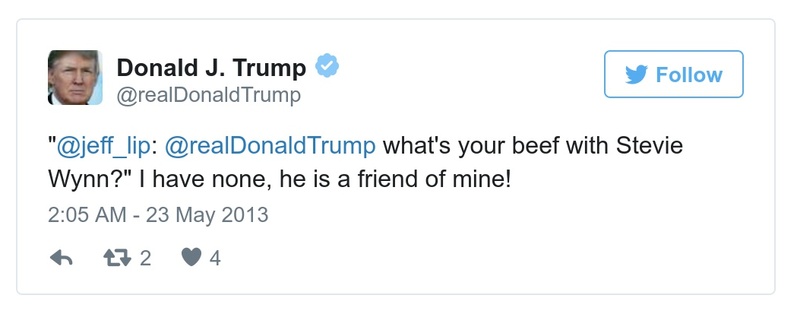 Donald J. Trump
@realDonaldTrump
Follow
"@jeff_lip: @realDonaldTrump what's your beef with Stevie
Wynn?" I have none, he is a friend of mine!
2:05 AM - 23 May 2013
2 4